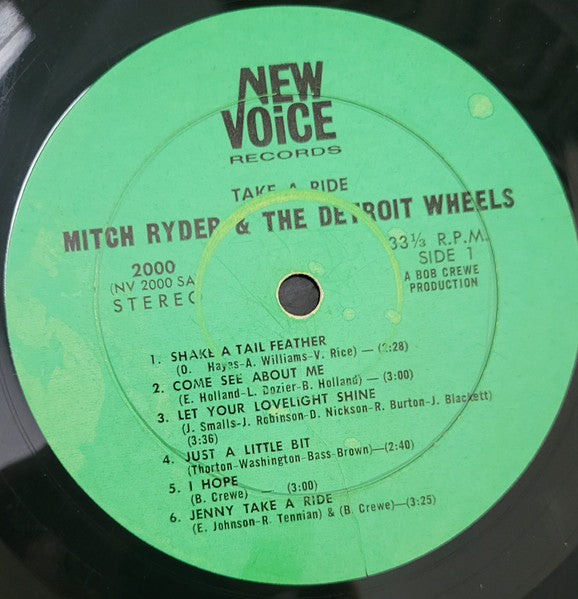 NEW
VOiCE
RECORDS
TAKE A RIDE
MITCH RYDER & THE DETROIT WHEELS
2000
(NV 2000 SA
STEREO
33⅓ R.P.M.
SIDE 1
A BOB CREWE
PRODUCTION
1. SHAKE A TAIL FEATHER
(O. Hayes-A. Williams-V. Rice) — (2:28)
2. COME SEE ABOUT ME
(E. Holland-L. Dozier-B. Holland) — (3:00)
3. LET YOUR LOVELIGHT SHINE
(J. Smalls-J. Robinson-D. Nickson-R. Burton-J. Blackett)
(3:36)
4. JUST A LITTLE BIT
(Thorton-Washington-Bass-Brown)—(2:40)
5. I HOPE
(B. Crewe) — (3:00)
6. JENNY TAKE A RIDE
(E. Johnson-R. Tennian) & (B. Crewe)—(3:25)